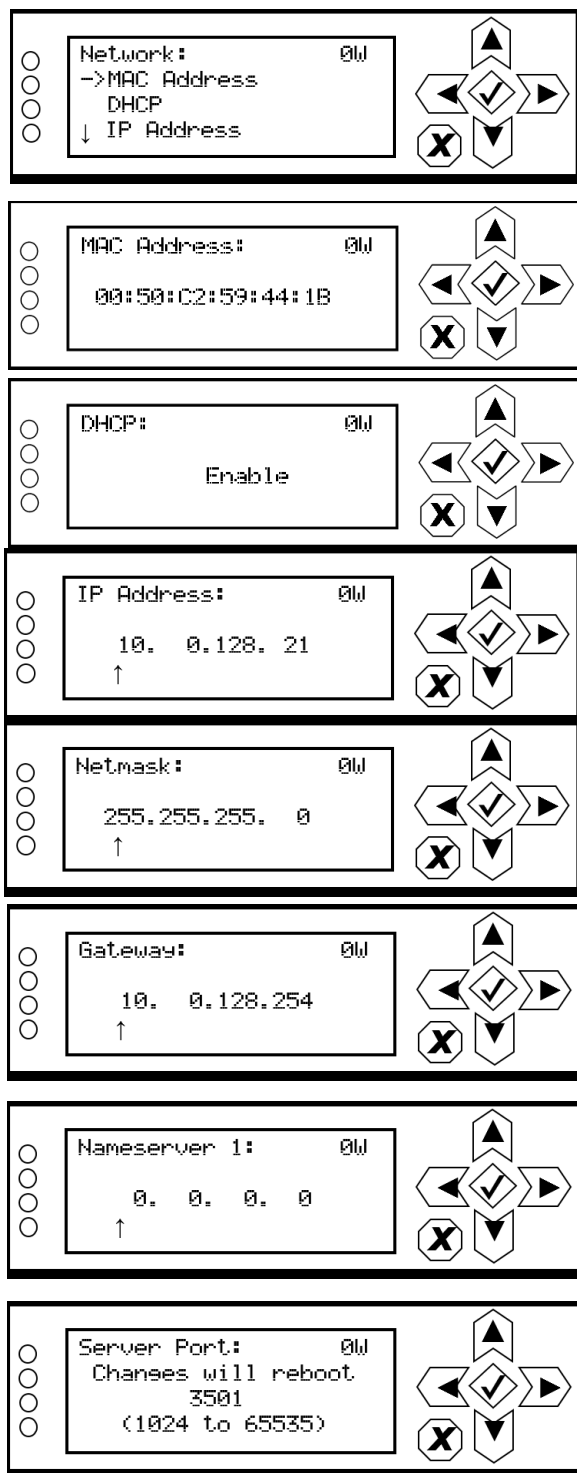 Network: 0W
->MAC Address
DHCP
↓ IP Address
X
MAC Address: 0W
00:50:C2:59:44:1B
X
DHCP: 0W
Enable
X
IP Address: 0W
10. 0.128. 21
↑
X
Netmask: 0W
255.255.255. 0
↑
X
Gateway: 0W
10. 0.128.254
↑
X
Nameserver 1: 0W
0. 0. 0. 0
↑
X
Server Port: 0W
Changes will reboot
3501
(1024 to 65535)
X